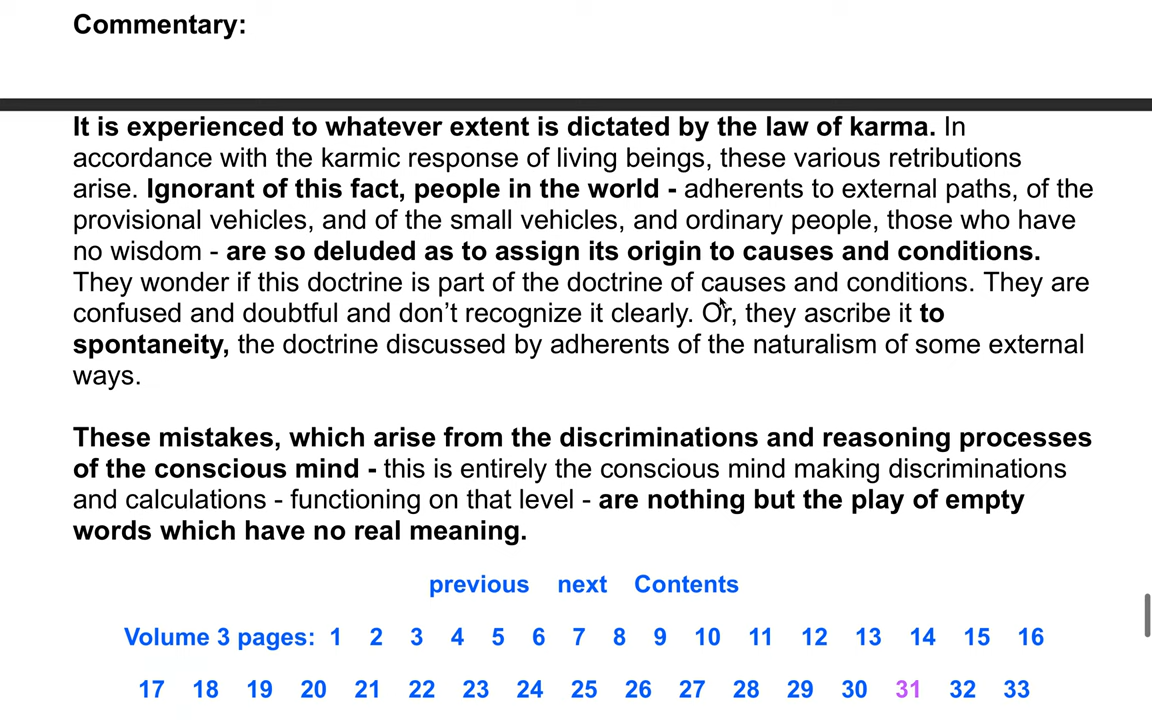 Commentary:
It is experienced to whatever extent is dictated by the law of karma. In
accordance with the karmic response of living beings, these various retributions
arise. Ignorant of this fact, people in the world - adherents to external paths, of the
provisional vehicles, and of the small vehicles, and ordinary people, those who have
no wisdom - are so deluded as to assign its origin to causes and conditions.
They wonder if this doctrine is part of the doctrine of causes and conditions. They are
confused and doubtful and don’t recognize it clearly. Or, they ascribe it to
spontaneity, the doctrine discussed by adherents of the naturalism of some external
ways.
These mistakes, which arise from the discriminations and reasoning processes
of the conscious mind - this is entirely the conscious mind making discriminations
and calculations - functioning on that level - are nothing but the play of empty
words which have no real meaning.
previous next Contents
Volume 3 pages: 1 2 3 4 5 6 7 8 9 10 11 12 13 14 15 16
17 18 19 20 21 22 23 24 25 26 27 28 29 30 31 32 33